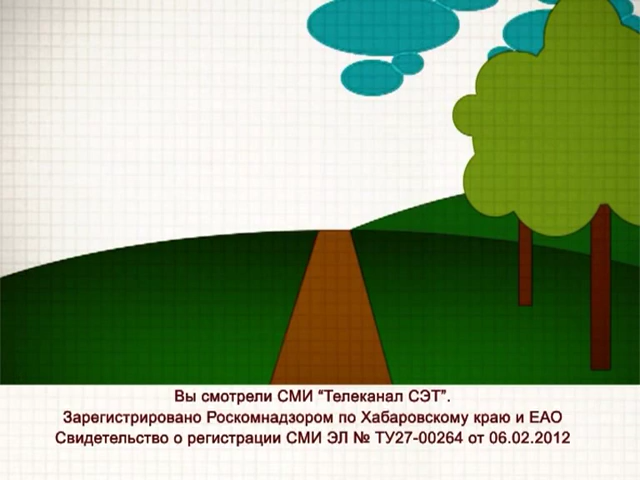 Вы смотрели СМИ “Телеканал СЭТ”.
Зарегистрировано Роскомнадзором по Хабаровскому краю и ЕАО
Свидетельство о регистрации СМИ ЭЛ № ТУ27-00264 от 06.02.2012